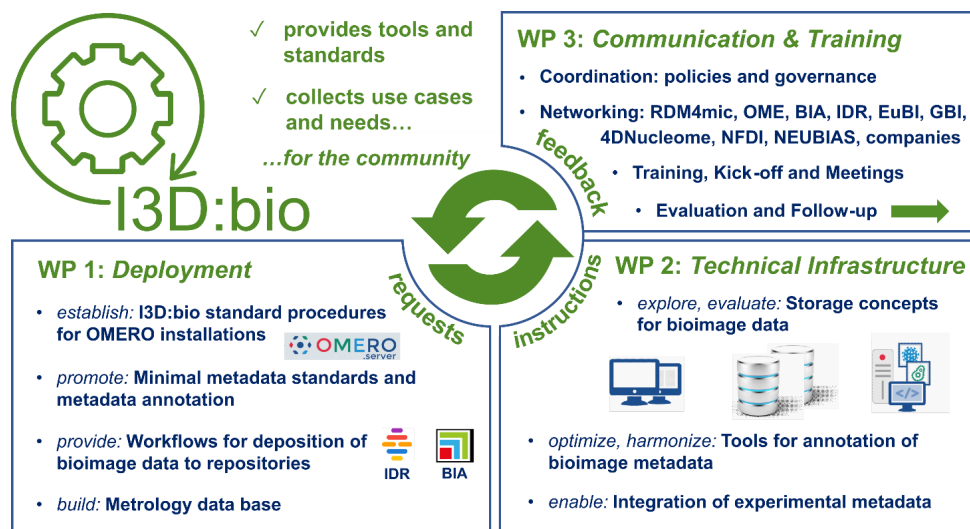 ✓ provides tools and
standards
✓ collects use cases
and needs…
…for the community
I3D:bio
WP 3: Communication & Training
• Coordination: policies and governance
• Networking: RDM4mic, OME, BIA, IDR, EuBI, GBI,
4DNucleome, NFDI, NEUBIAS, companies
• Training, Kick-off and Meetings
• Evaluation and Follow-up
feedback
requests
instructions
WP 1: Deployment
• establish: I3D:bio standard procedures
for OMERO installations
OMERO
.server
• promote: Minimal metadata standards and
metadata annotation
• provide: Workflows for deposition of
bioimage data to repositories
IDR
BIA
• build: Metrology data base
WP 2: Technical Infrastructure
• explore, evaluate: Storage concepts
for bioimage data
</>
• optimize, harmonize: Tools for annotation of
bioimage metadata
• enable: Integration of experimental metadata